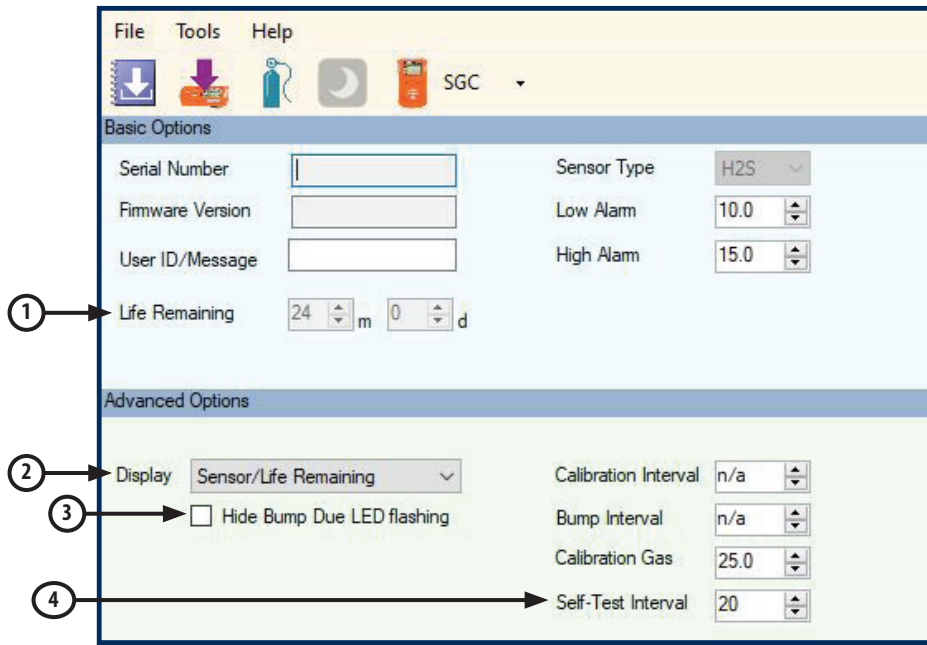 File Tools Help
SGC
Basic Options
Serial Number
Sensor Type H2S
Firmware Version
Low Alarm 10.0
User ID/Message
High Alarm 15.0
1 Life Remaining 24 m 0 d
Advanced Options
2 Display Sensor/Life Remaining
Calibration Interval n/a
3 Hide Bump Due LED flashing
Bump Interval n/a
Calibration Gas 25.0
4 Self-Test Interval 20